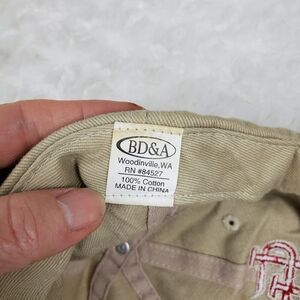 BD&A
Woodinville, WA
RN #84527
100% Cotton
MADE IN CHINA